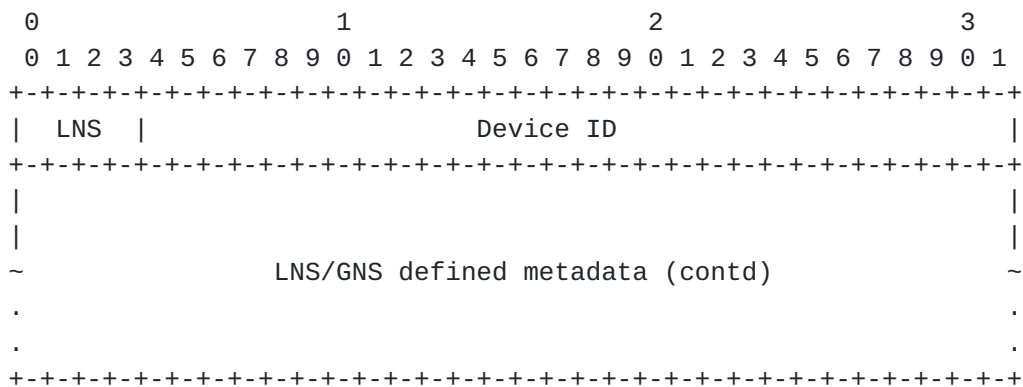 0                   1                   2                   3
 0 1 2 3 4 5 6 7 8 9 0 1 2 3 4 5 6 7 8 9 0 1 2 3 4 5 6 7 8 9 0 1
+-+-+-+-+-+-+-+-+-+-+-+-+-+-+-+-+-+-+-+-+-+-+-+-+-+-+-+-+-+-+-+-+
|  LNS  |                     Device ID                         |
+-+-+-+-+-+-+-+-+-+-+-+-+-+-+-+-+-+-+-+-+-+-+-+-+-+-+-+-+-+-+-+-+
|                                                               |
|                                                               |
~                LNS/GNS defined metadata (contd)               ~
.                                                               .
.                                                               .
+-+-+-+-+-+-+-+-+-+-+-+-+-+-+-+-+-+-+-+-+-+-+-+-+-+-+-+-+-+-+-+-+